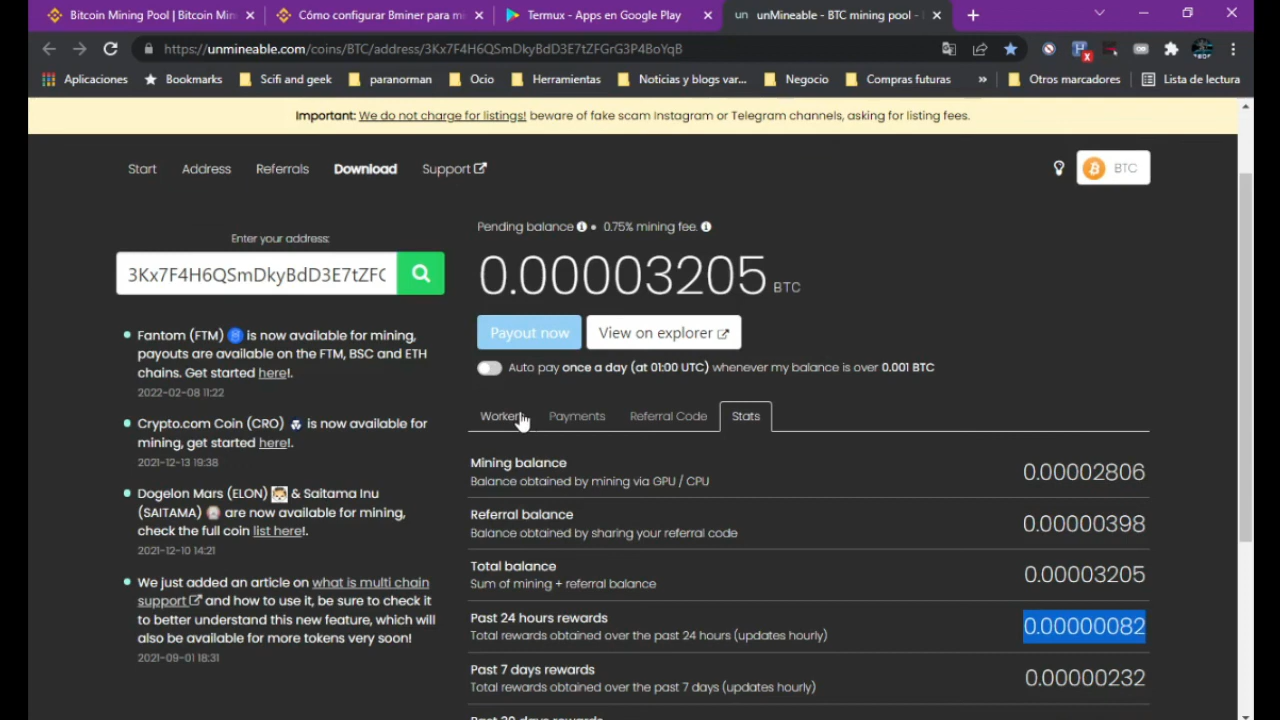 Bitcoin Mining Pool | Bitcoin Min
Cómo configurar Bminer para mi
Termux - Apps en Google Play
unMineable - BTC mining pool -
https://unmineable.com/coins/BTC/address/3Kx7F4H6QSmDkyBdD3E7tZFGrG3P4BoYqB
Aplicaciones
Bookmarks
Scifi and geek
paranorman
Ocio
Herramientas
Noticias y blogs var...
Negocio
Compras futuras
»
Otros marcadores
Lista de lectura
Important: We do not charge for listings! beware of fake scam Instagram or Telegram channels, asking for listing fees.
Start
Address
Referrals
Download
Support
BTC
Enter your address:
3Kx7F4H6QSmDkyBdD3E7tZFG
Fantom (FTM) is now available for mining,
payouts are available on the FTM, BSC and ETH
chains. Get started here!.
2022-02-08 11:22
Crypto.com Coin (CRO) is now available for
mining, get started here!.
2021-12-13 19:38
Dogelon Mars (ELON) & Saitama Inu
(SAITAMA) are now available for mining,
check the full coin list here!.
2021-12-10 14:21
We just added an article on what is multi chain
support and how to use it, be sure to check it
to better understand this new feature, which will
also be available for more tokens very soon!
2021-09-01 18:31
Pending balance • 0.75% mining fee.
0.00003205 BTC
Payout now
View on explorer
Auto pay once a day (at 01:00 UTC) whenever my balance is over 0.001 BTC
Workers
Payments
Referral Code
Stats
Mining balance
Balance obtained by mining via GPU / CPU
0.00002806
Referral balance
Balance obtained by sharing your referral code
0.00000398
Total balance
Sum of mining + referral balance
0.00003205
Past 24 hours rewards
Total rewards obtained over the past 24 hours (updates hourly)
0.00000082
Past 7 days rewards
Total rewards obtained over the past 7 days (updates hourly)
0.00000232
Past 30 days rewards